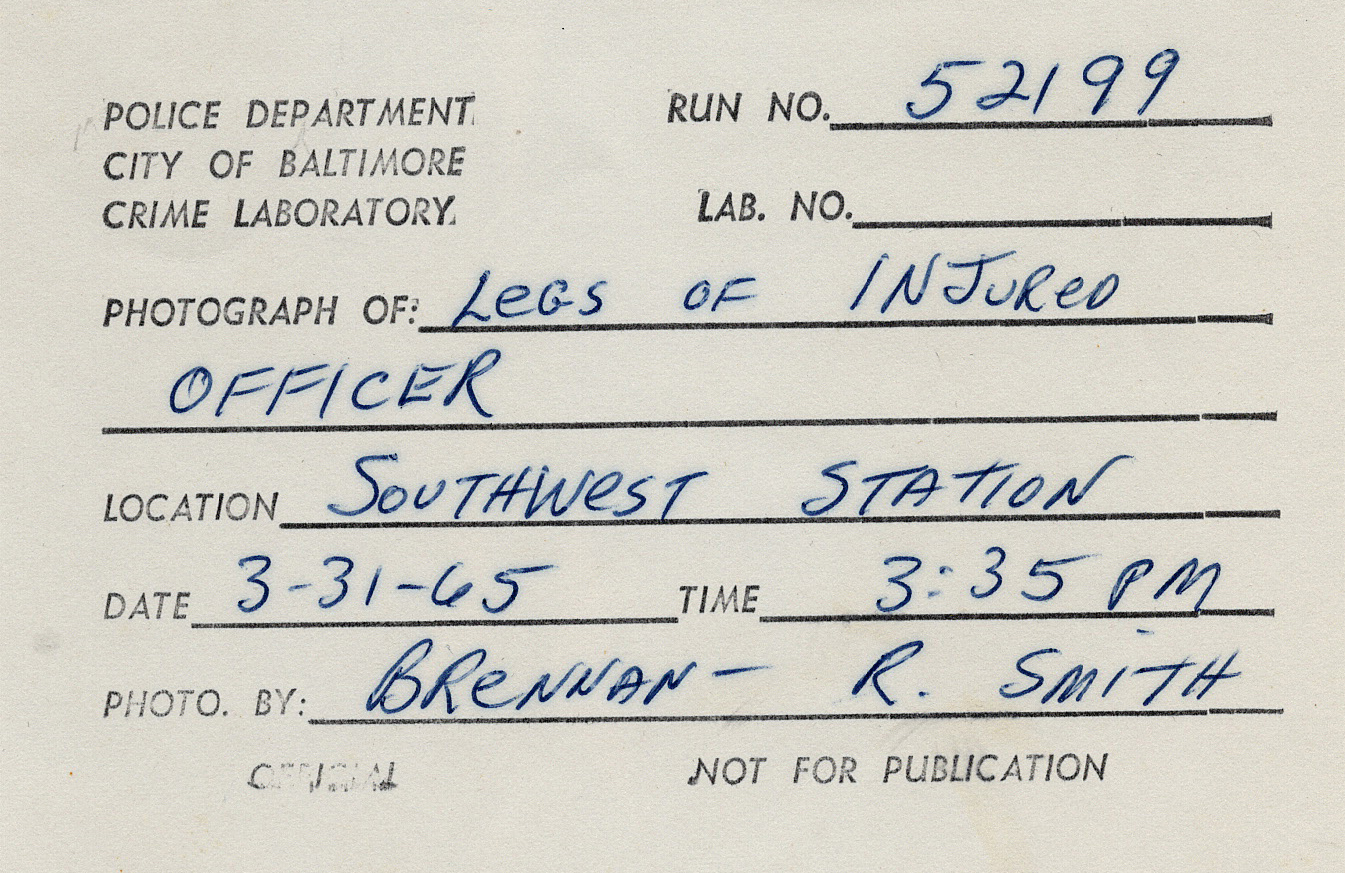 POLICE DEPARTMENT RUN NO. 52199
CITY OF BALTIMORE
CRIME LABORATORY. LAB. NO.
PHOTOGRAPH OF: LeGS OF INJUReD
OFFICER
LOCATION SOUTHWeST STATION
DATE 3-31-65 TIME 3:35 PM
PHOTO. BY: BReNNAN - R. SMiTH
OFFICIAL NOT FOR PUBLICATION